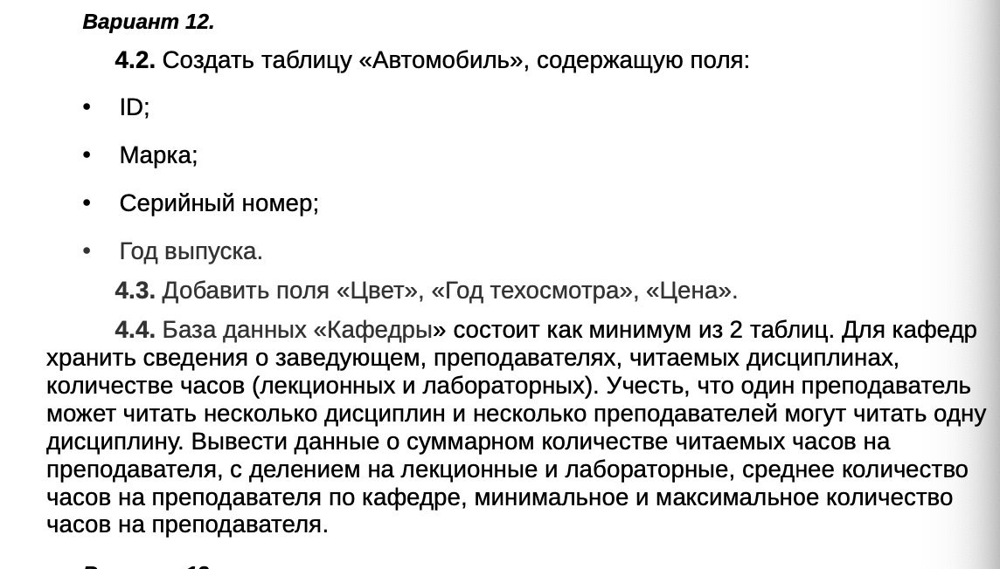 Вариант 12.
4.2. Создать таблицу «Автомобиль», содержащую поля:
• ID;
• Марка;
• Серийный номер;
• Год выпуска.
4.3. Добавить поля «Цвет», «Год техосмотра», «Цена».
4.4. База данных «Кафедры» состоит как минимум из 2 таблиц. Для кафедр
хранить сведения о заведующем, преподавателях, читаемых дисциплинах,
количестве часов (лекционных и лабораторных). Учесть, что один преподаватель
может читать несколько дисциплин и несколько преподавателей могут читать одну
дисциплину. Вывести данные о суммарном количестве читаемых часов на
преподавателя, с делением на лекционные и лабораторные, среднее количество
часов на преподавателя по кафедре, минимальное и максимальное количество
часов на преподавателя.